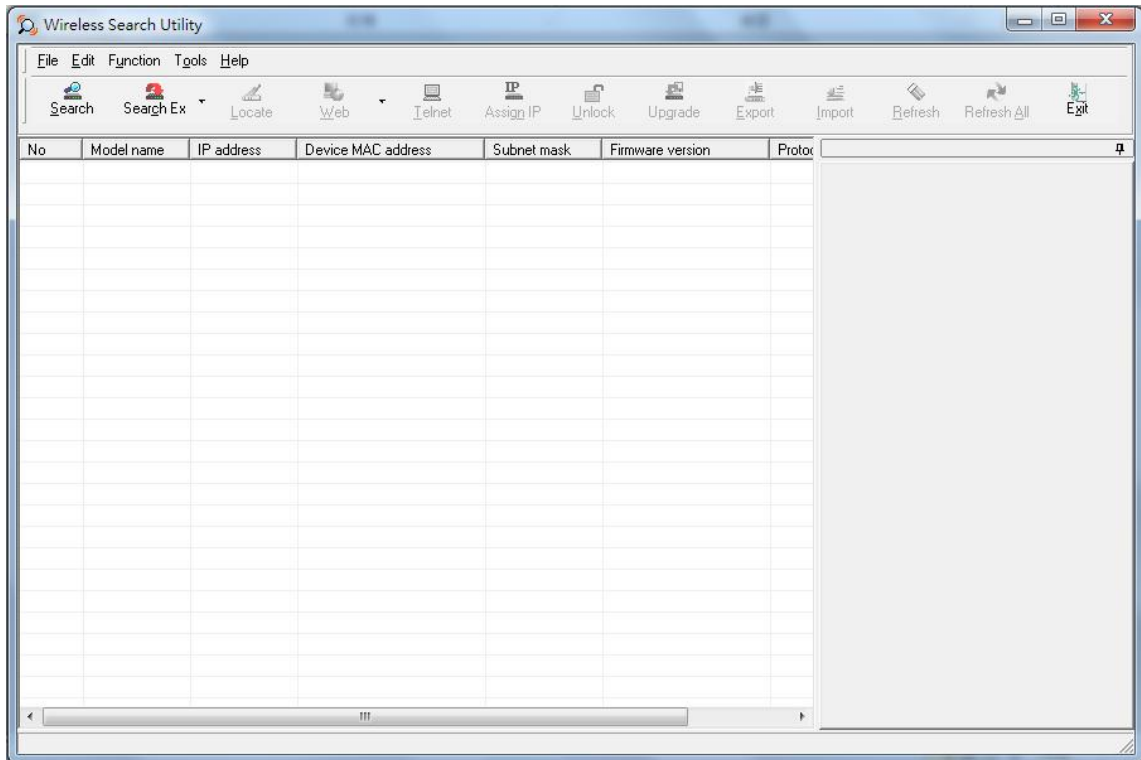 Wireless Search Utility
File Edit Function Tools Help
Search Search Ex Locate Web Telnet Assign IP Unlock Upgrade Export Import Refresh Refresh All Exit
No Model name IP address Device MAC address Subnet mask Firmware version Protoc